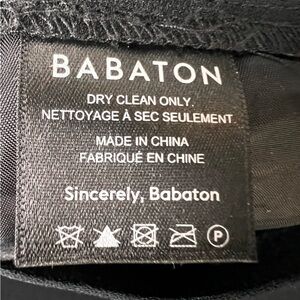 BABATON
DRY CLEAN ONLY.
NETTOYAGE À SEC SEULEMENT.
MADE IN CHINA
FABRIQUÉ EN CHINE
Sincerely, Babaton
P